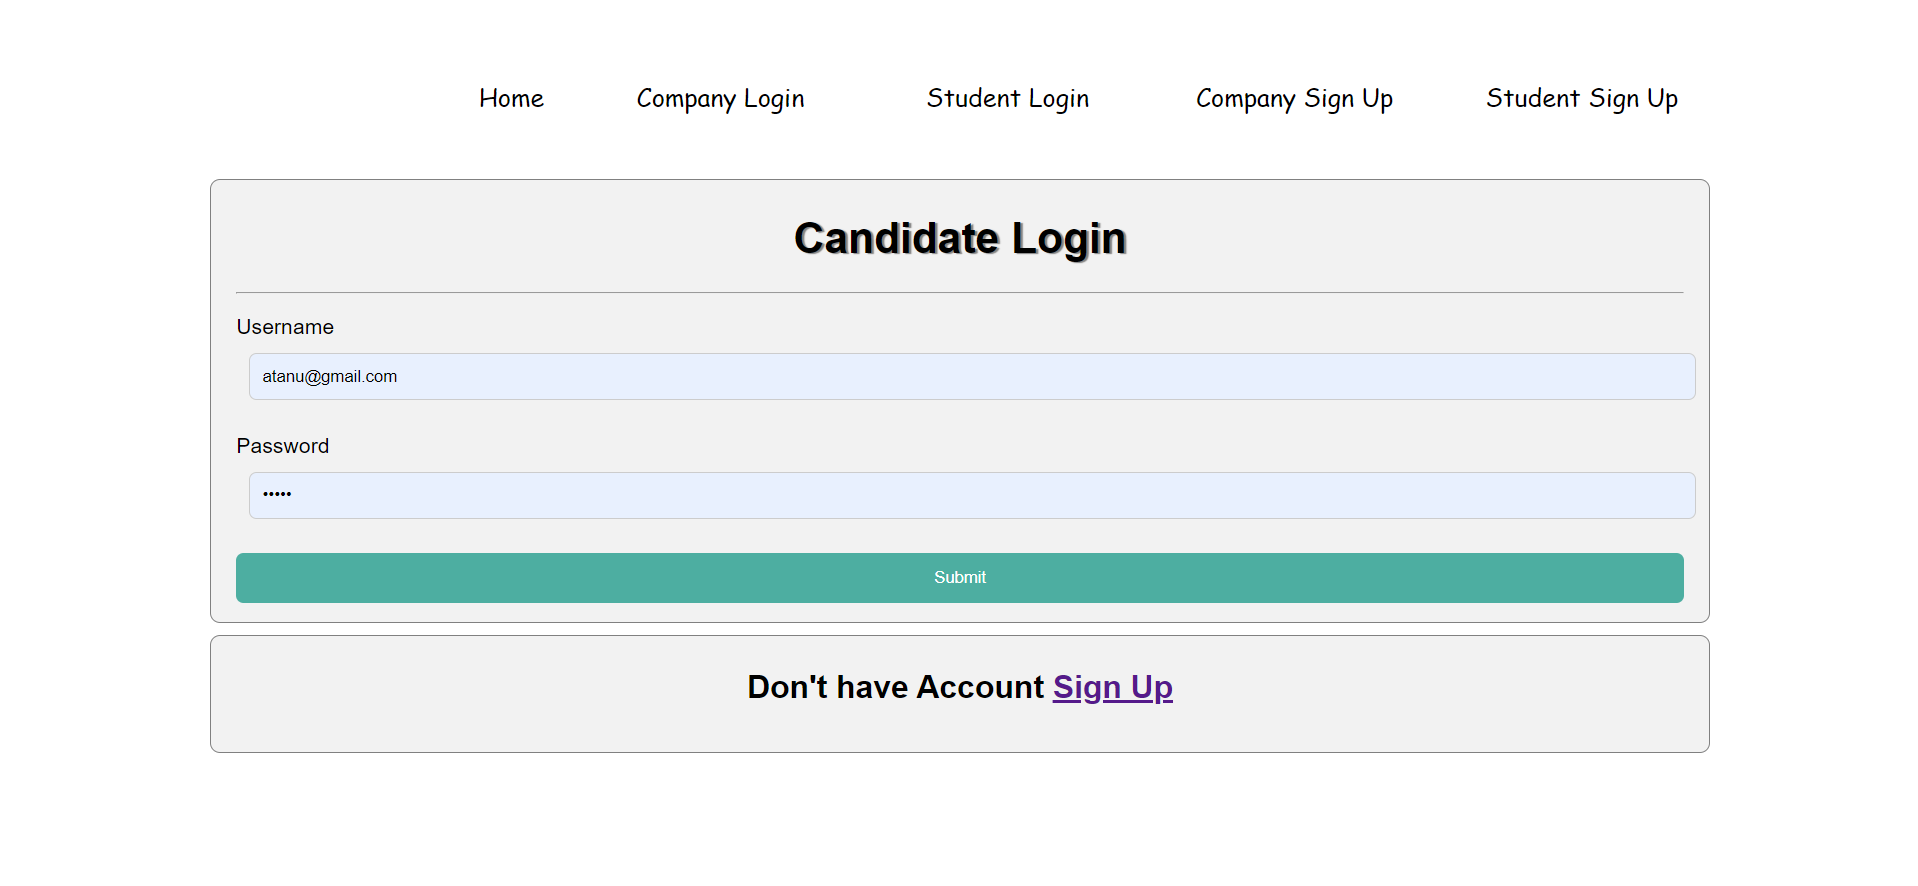 Home Company Login Student Login Company Sign Up Student Sign Up
Candidate Login
Username
atanu@gmail.com
Password
•••••
Submit
Don't have Account Sign Up